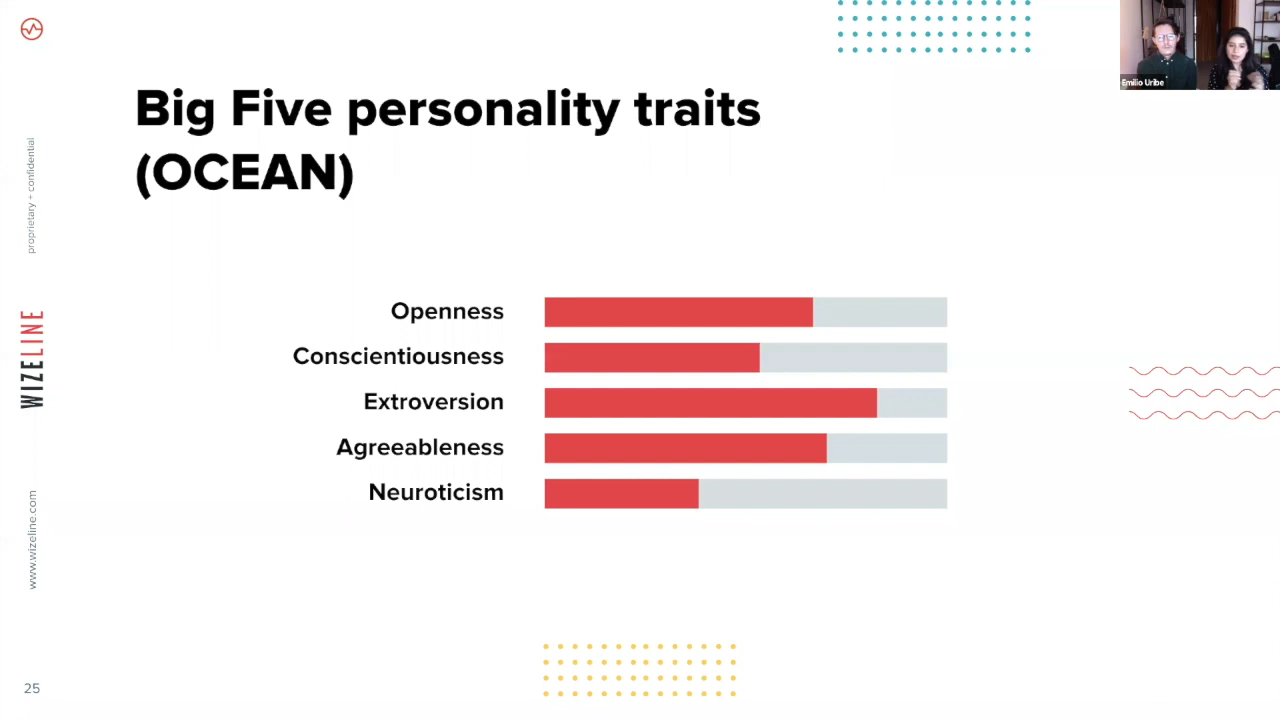 Big Five personality traits
(OCEAN)
Openness
Conscientiousness
Extroversion
Agreeableness
Neuroticism
proprietary + confidential
WIZELINE
www.wizeline.com
25
Emilio Uribe